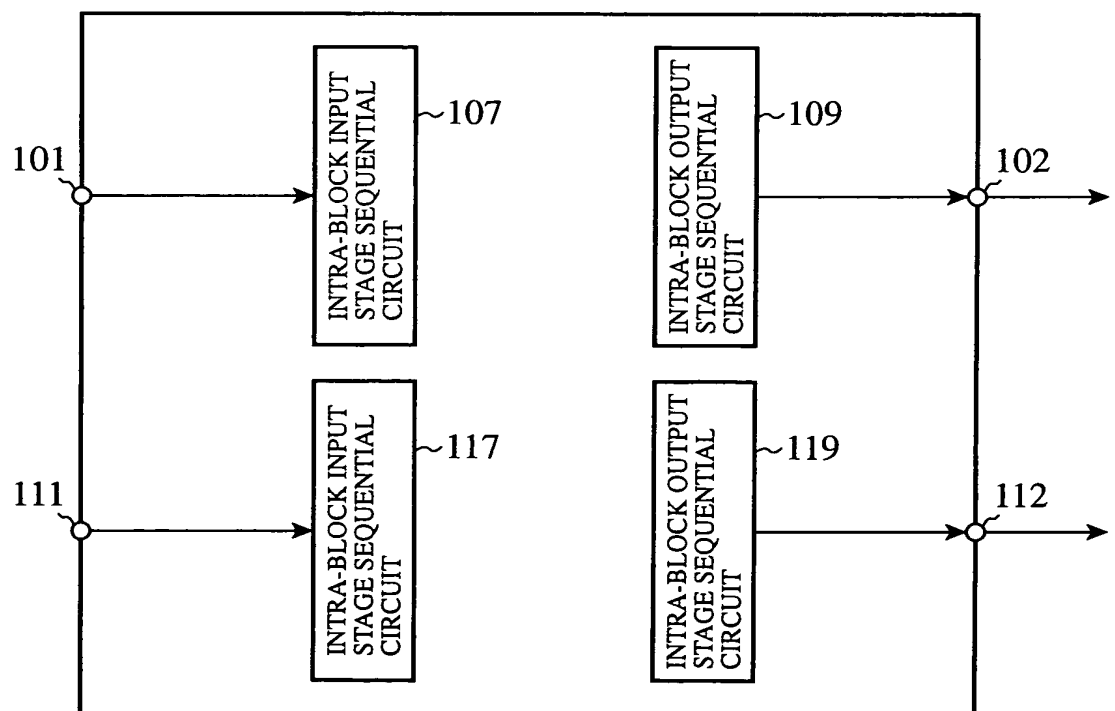 101
INTRA-BLOCK INPUT
STAGE SEQUENTIAL
CIRCUIT
107
INTRA-BLOCK OUTPUT
STAGE SEQUENTIAL
CIRCUIT
109
102
111
INTRA-BLOCK INPUT
STAGE SEQUENTIAL
CIRCUIT
117
INTRA-BLOCK OUTPUT
STAGE SEQUENTIAL
CIRCUIT
119
112